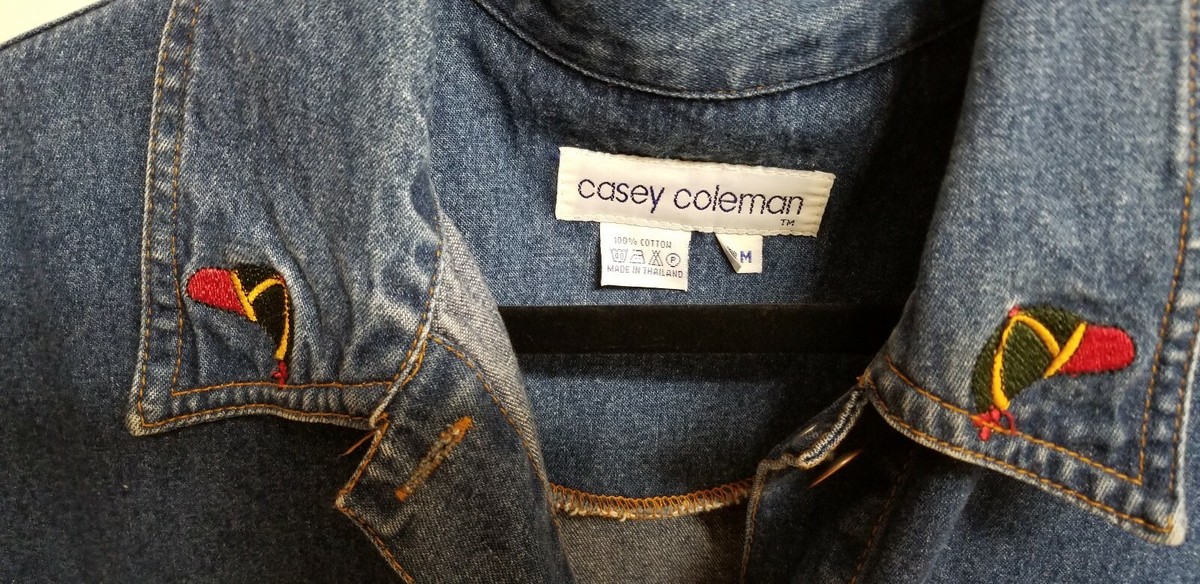 casey coleman
TM
100% COTTON
P
MADE IN THAILAND
M